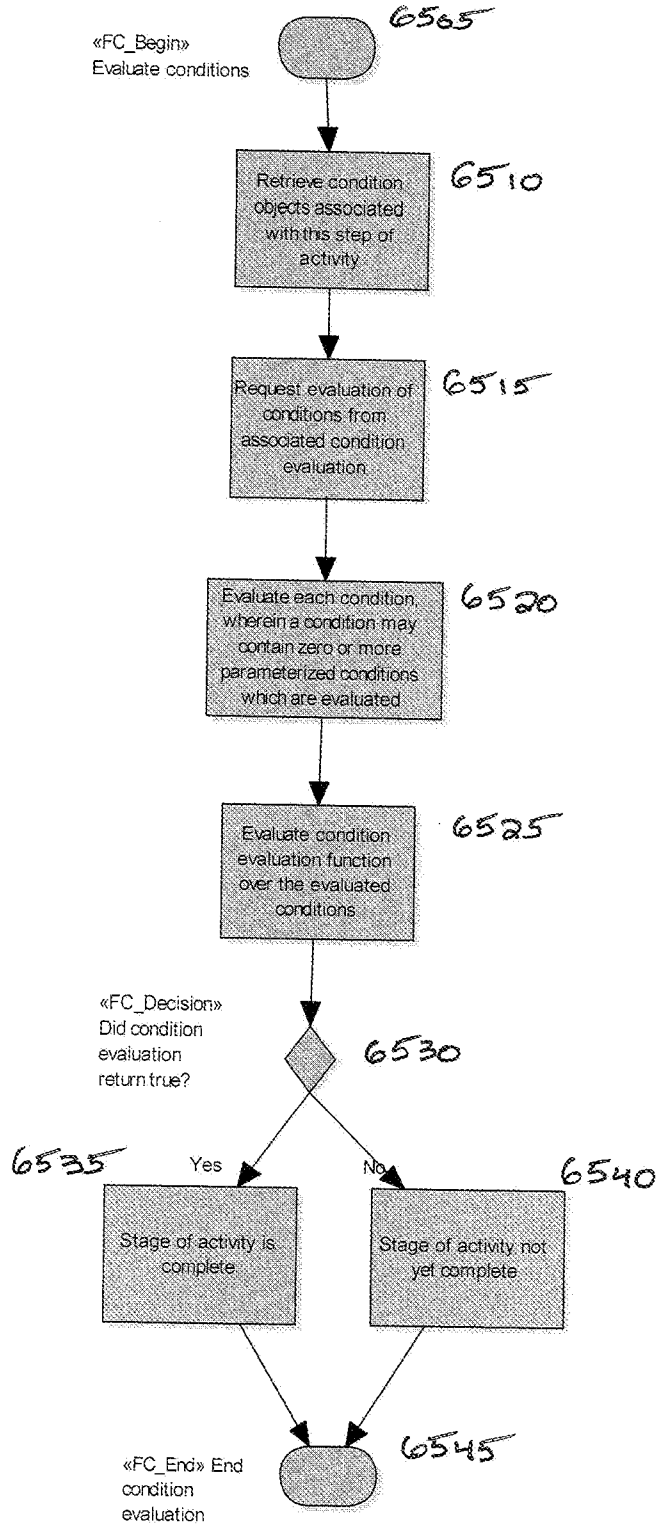 6565
«FC_Begin»
Evaluate conditions
Retrieve condition
objects associated
with this step of
activity
6510
Request evaluation of
conditions from
associated condition
evaluation.
6515
Evaluate each condition,
wherein a condition may
contain zero or more
parameterized conditions
which are evaluated
6520
Evaluate condition
evaluation function
over the evaluated
conditions
6525
«FC_Decision»
Did condition
evaluation
return true?
6530
6535
Yes
No
6540
Stage of activity is
complete
Stage of activity not
yet complete
6545
«FC_End» End
condition
evaluation